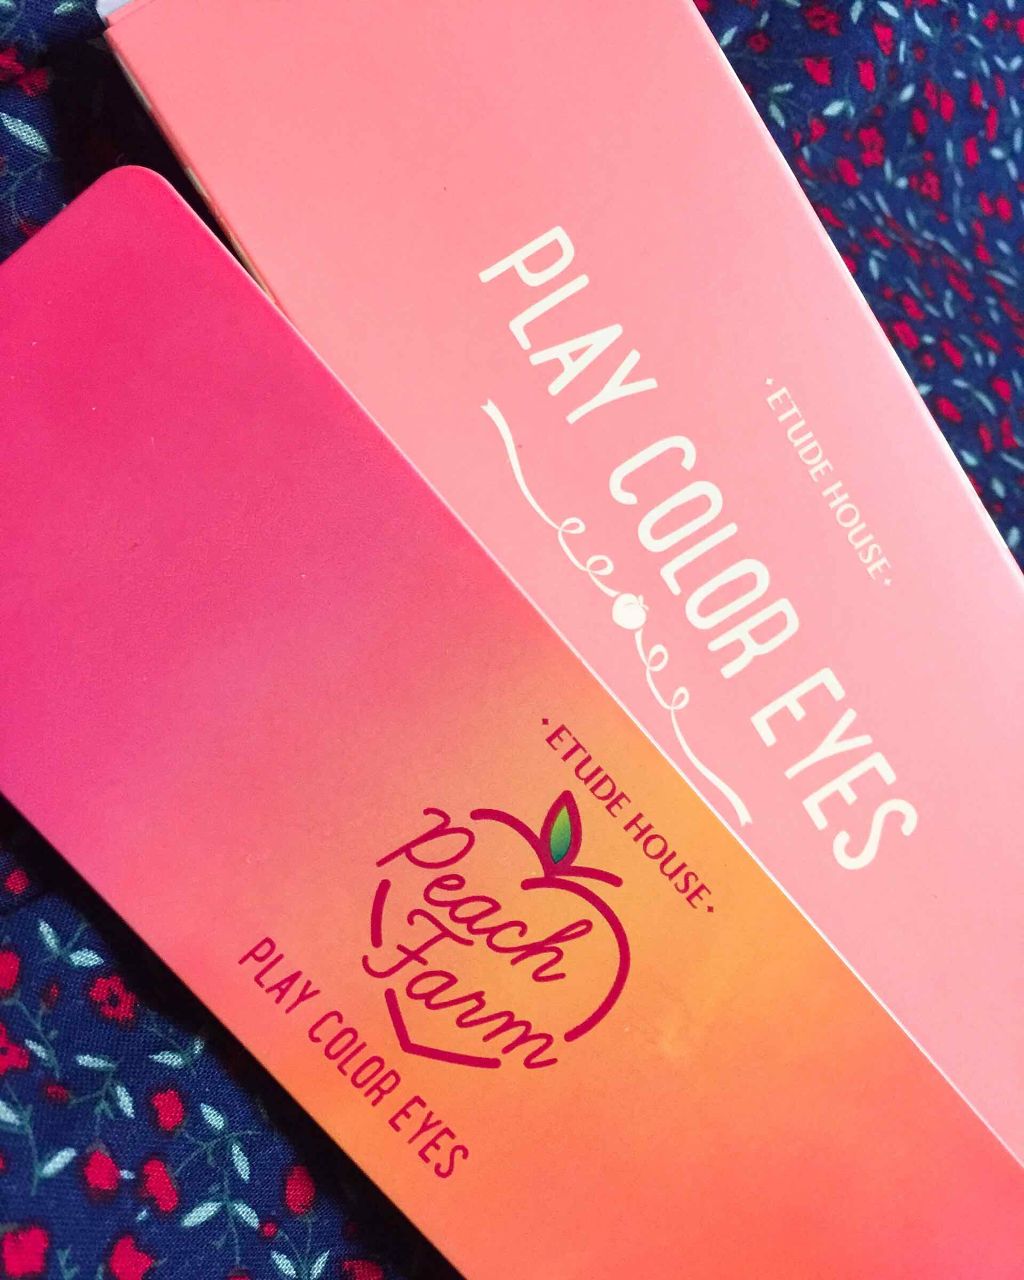 ·ETUDE HOUSE·
PLAY COLOR EYES
·ETUDE HOUSE·
Peach
Farm
PLAY COLOR EYES